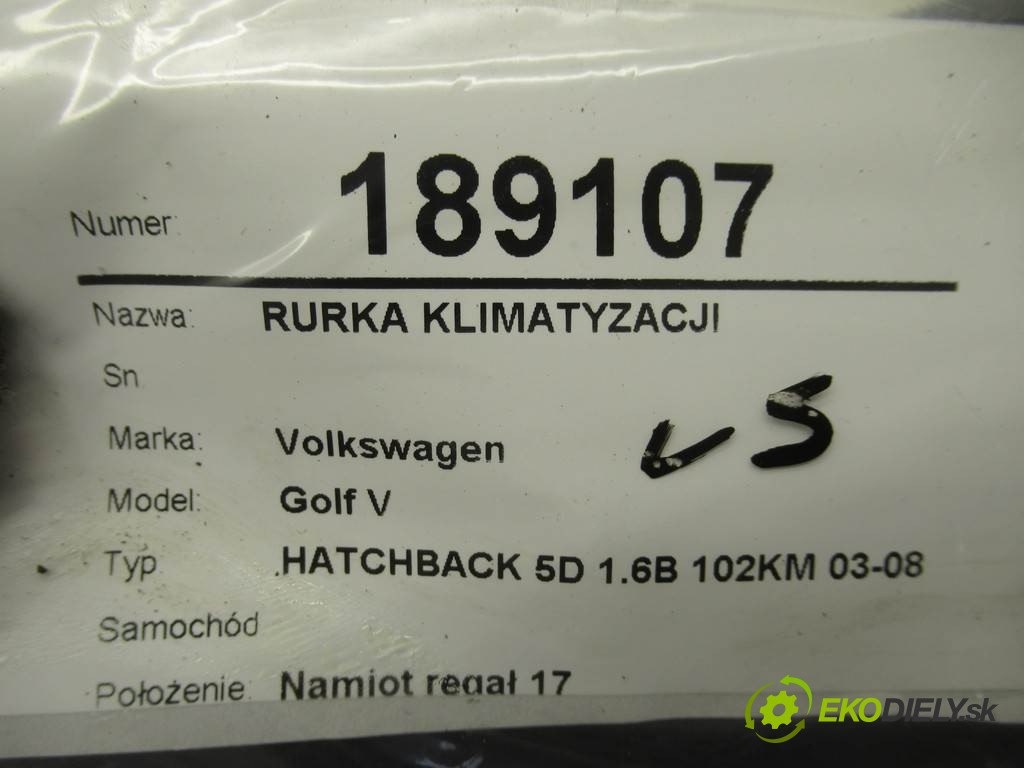 Numer: 189107
Nazwa: RURKA KLIMATYZACJI
Sn
Marka: Volkswagen
V5
Model: Golf V
Typ: HATCHBACK 5D 1.6B 102KM 03-08
Samochód
Położenie: Namiot regał 17
EKODIELY.sk